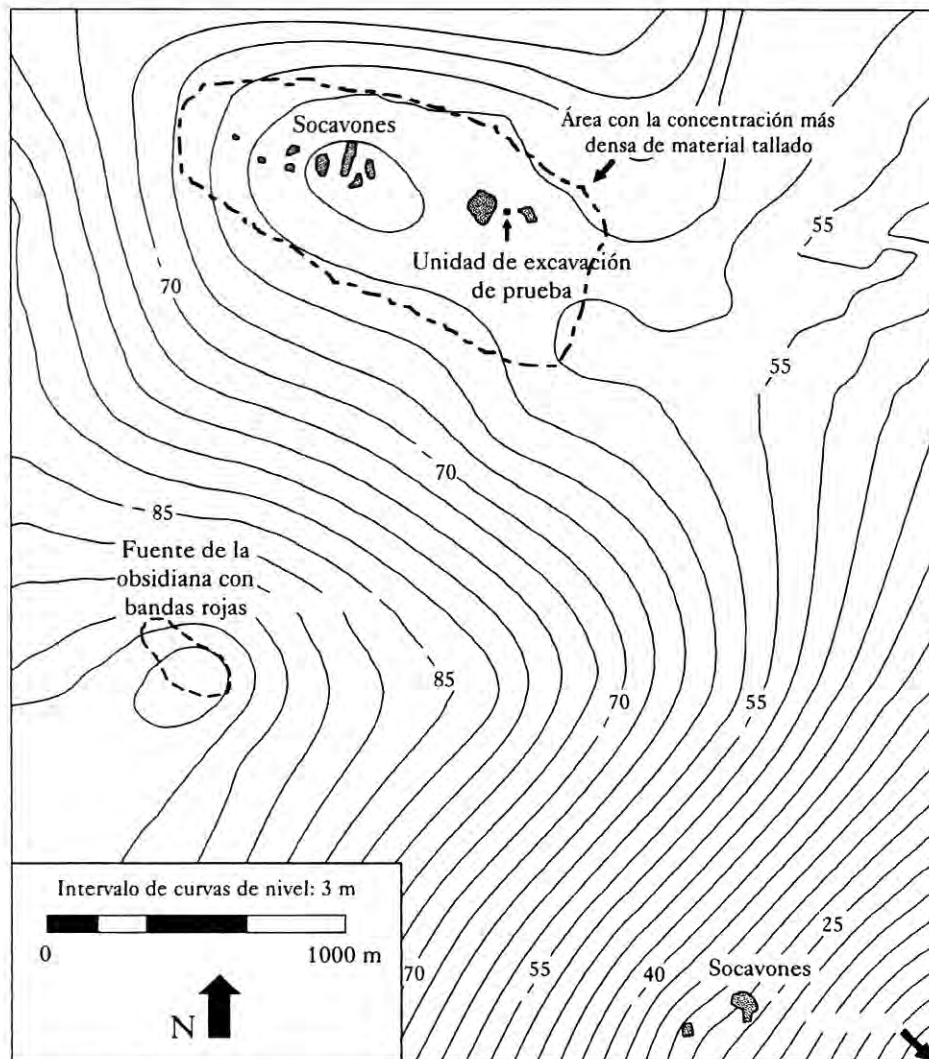 Socavones
Área con la concentración más
densa de material tallado
55
Unidad de excavación
de prueba
70
55
70
85
Fuente de la
obsidiana con
bandas rojas
85
70
55
Intervalo de curvas de nivel: 3 m
0
1000 m
N
70
55
40
25
Socavones